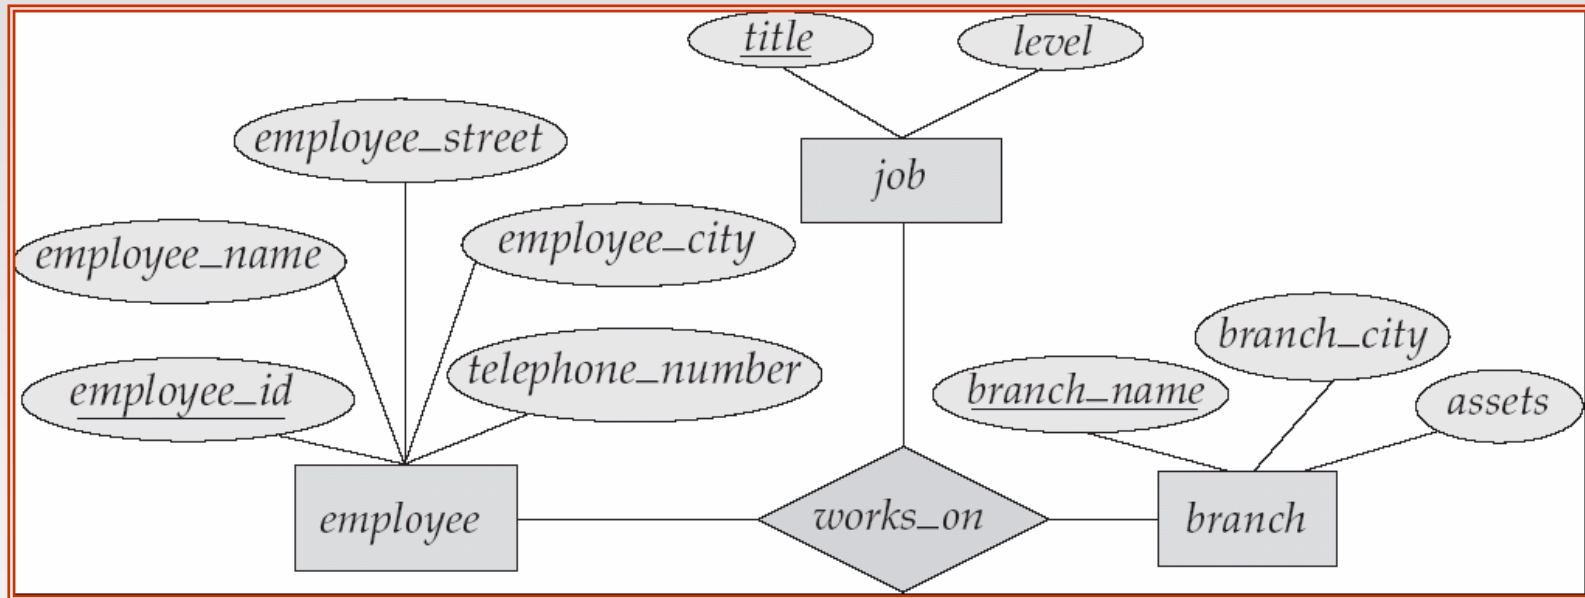 title
level
employee_street
job
employee_name
employee_city
branch_city
employee_id
telephone_number
branch_name
assets
employee
works_on
branch